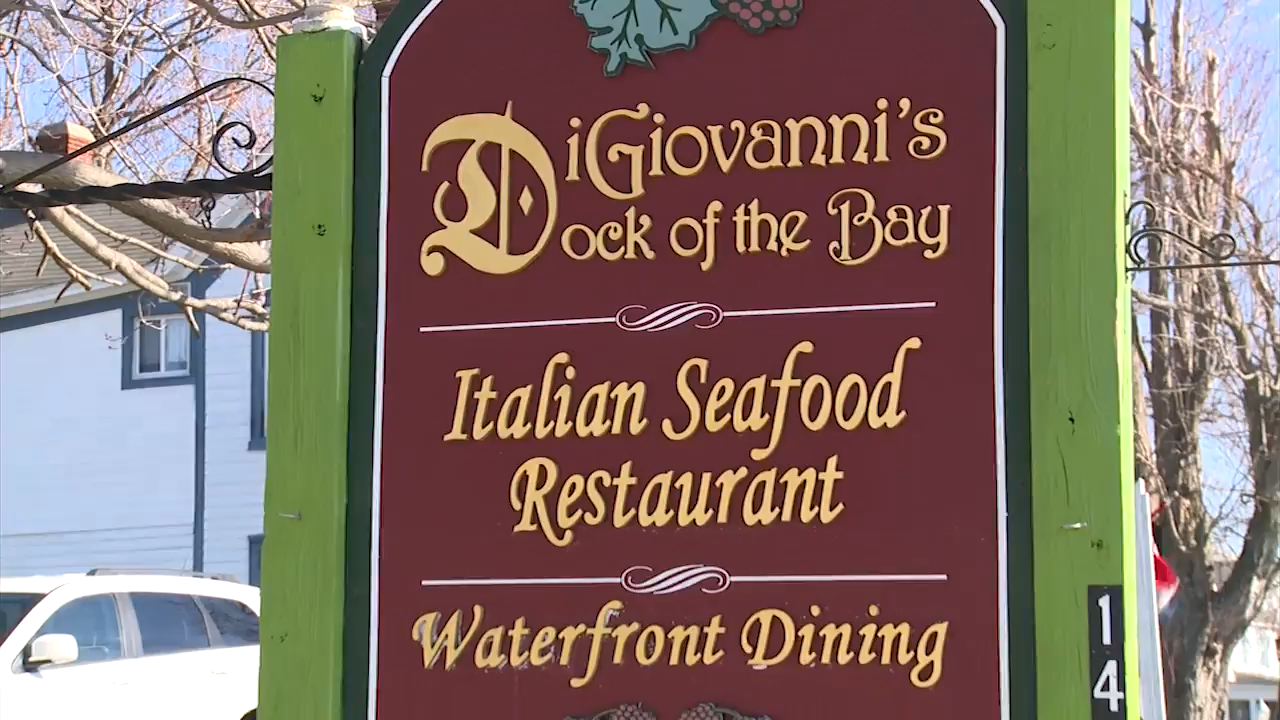 DiGiovanni's
Dock of the Bay
Italian Seafood
Restaurant
Waterfront Dining
1
4